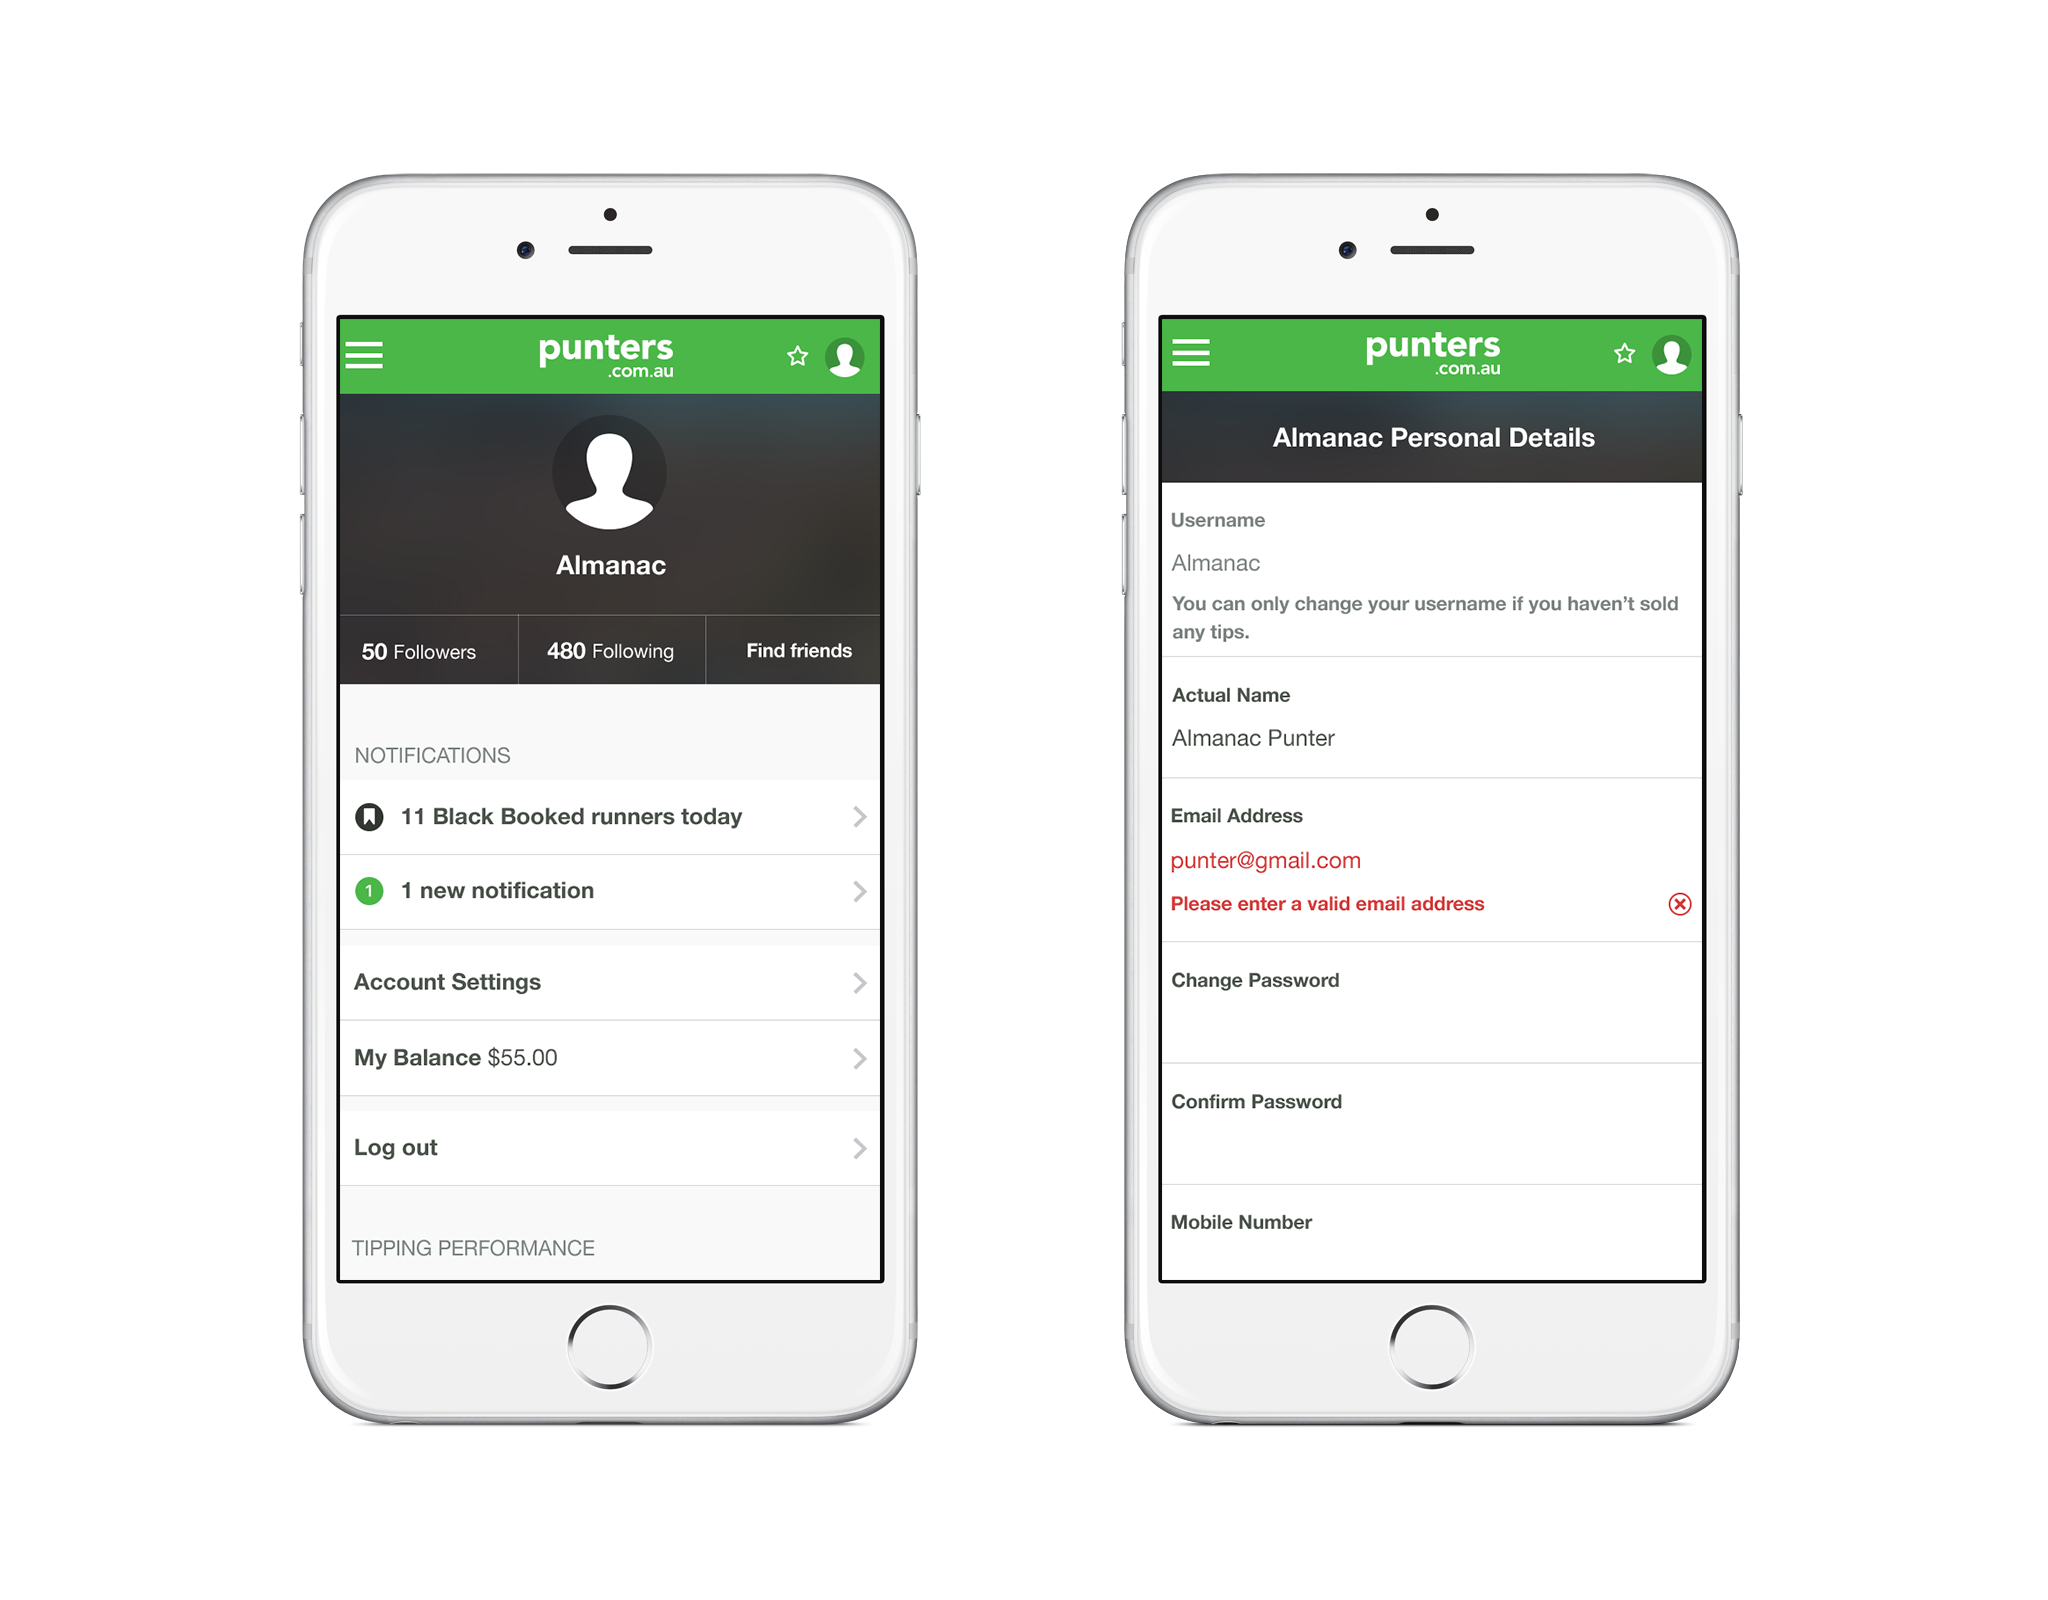 punters
.com.au
Almanac
50 Followers
480 Following
Find friends
NOTIFICATIONS
11 Black Booked runners today
1
1 new notification
Account Settings
My Balance $55.00
Log out
TIPPING PERFORMANCE
punters
.com.au
Almanac Personal Details
Username
Almanac
You can only change your username if you haven’t sold
any tips.
Actual Name
Almanac Punter
Email Address
punter@gmail.com
Please enter a valid email address
Change Password
Confirm Password
Mobile Number